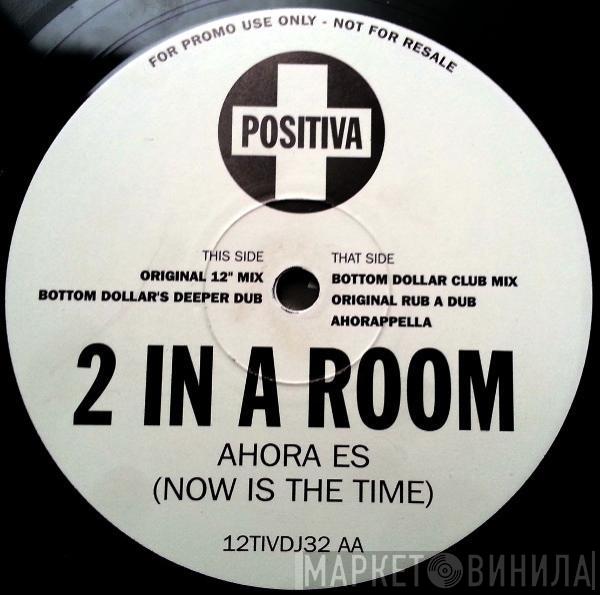 FOR PROMO USE ONLY - NOT FOR RESALE
POSITIVA
THIS SIDE
ORIGINAL 12" MIX
BOTTOM DOLLAR'S DEEPER DUB
THAT SIDE
BOTTOM DOLLAR CLUB MIX
ORIGINAL RUB A DUB
AHORAPPELLA
2 IN A ROOM
AHORA ES
(NOW IS THE TIME)
12TIVDJ32 AA
МАРКЕТ ВИНИЛА